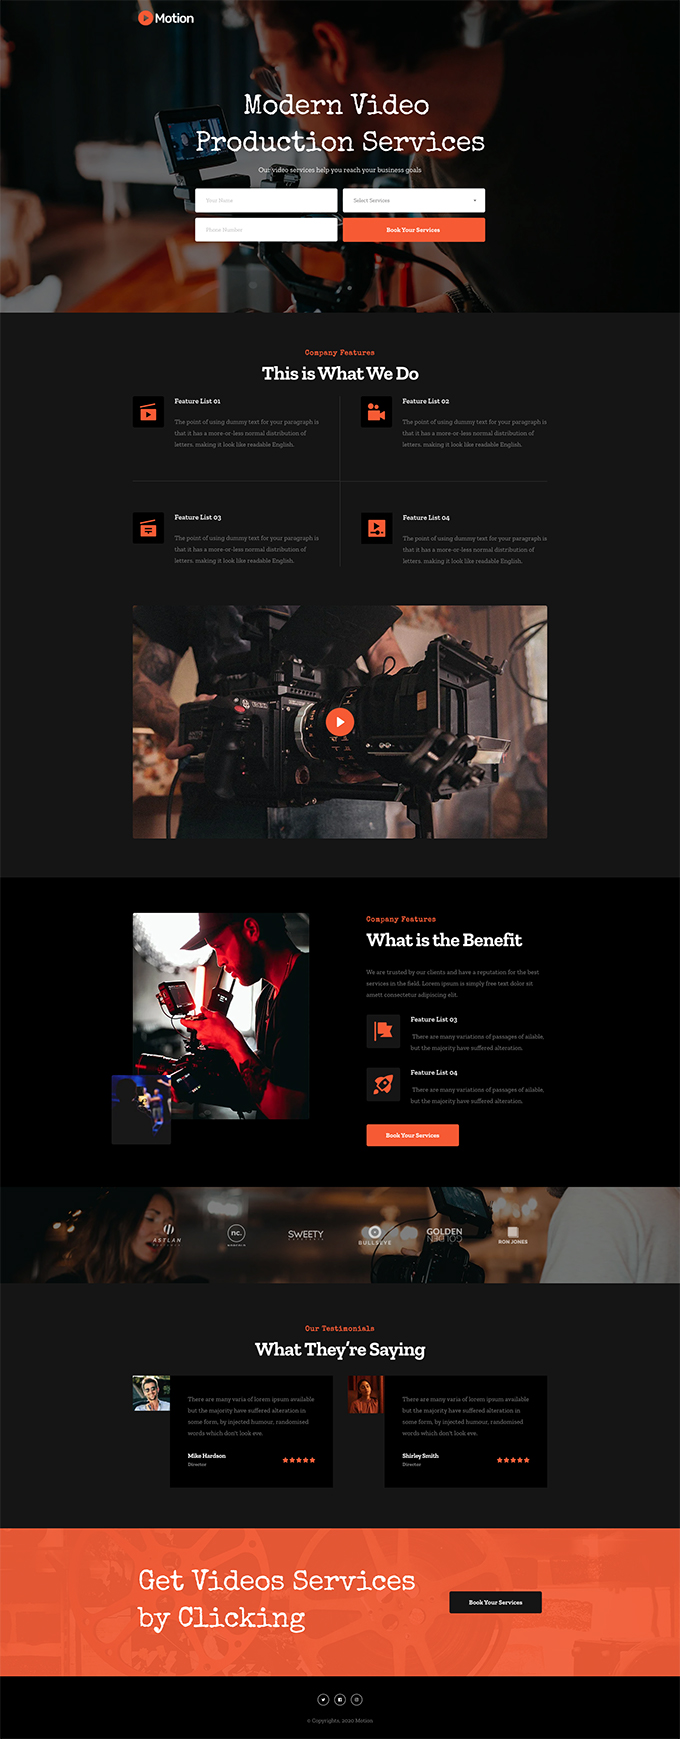 Motion
Modern Video
Production Services
Our video services help you reach your business goals
Your Name
Select Services
Phone Number
Book Your Services
Company Features
This is What We Do
Feature List 01
The point of using dummy text for your paragraph is
that it has a more-or-less normal distribution of
letters, making it look like readable English.
Feature List 02
The point of using dummy text for your paragraph is
that it has a more-or-less normal distribution of
letters, making it look like readable English.
Feature List 03
The point of using dummy text for your paragraph is
that it has a more-or-less normal distribution of
letters, making it look like readable English.
Feature List 04
The point of using dummy text for your paragraph is
that it has a more-or-less normal distribution of
letters, making it look like readable English.
Company Features
What is the Benefit
We are trusted by our clients and have a reputation for the best
services in the field. Lorem ipsum is simply free text dolor sit
amett consectetur adipiscing elit.
Feature List 03
There are many variations of passages of ailable,
but the majority have suffered alteration.
Feature List 04
There are many variations of passages of ailable,
but the majority have suffered alteration.
Book Your Services
ASTLAN
nc.
SWEETY
BULLSEYE
GOLDEN
GOLDEN
RON JONES
Our Testimonials
What They're Saying
There are many varia of lorem ipsum available
but the majority have suffered alteration in
some form, by injected humour, randomised
words which don't look eve.
Mike Hardson
Director
There are many varia of lorem ipsum available
but the majority have suffered alteration in
some form, by injected humour, randomised
words which don't look eve.
Shirley Smith
Director
Get Videos Services
by Clicking
Book Your Services
© Copyrights, 2020 Motion